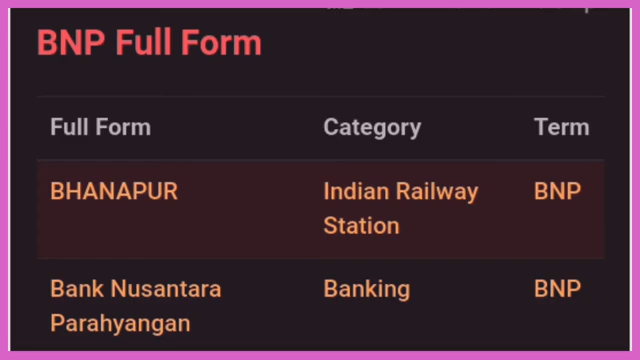 BNP Full Form
Full Form Category Term
BHANAPUR Indian Railway BNP
Station
Bank Nusantara Banking BNP
Parahyangan